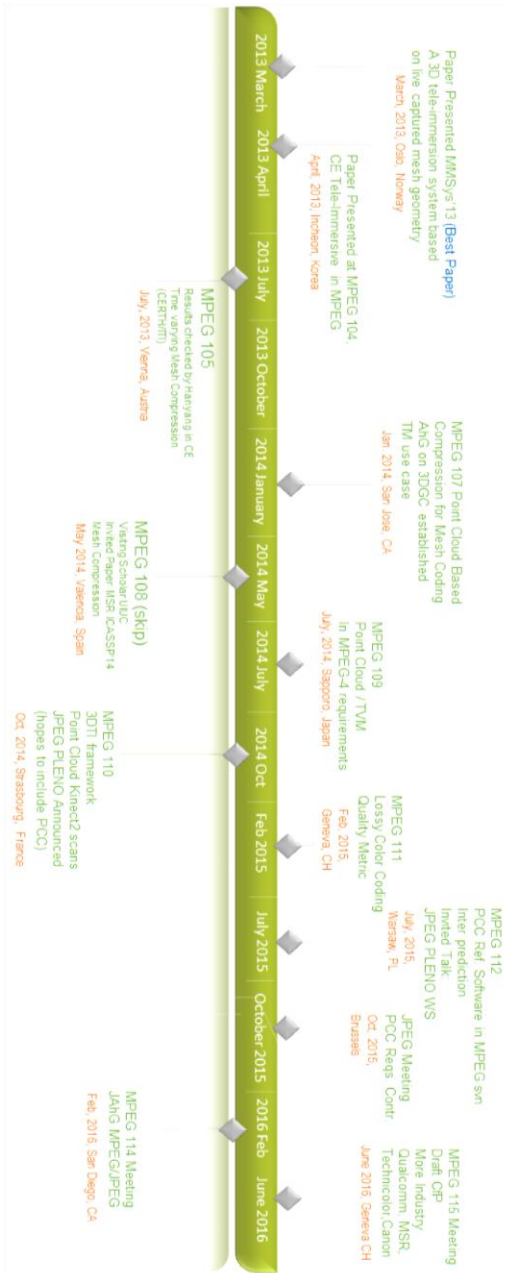 Paper Presented MMSys'13 (Best Paper)
A 3D tele-immersion system based
on live captured mesh geometry
March, 2013, Oslo, Norway
Paper Presented at MPEG 104
CE Tele-Immersive in MPEG
April, 2013, Incheon, Korea
MPEG 107 Point Cloud Based
Compression for Mesh Coding
AhG on 3DGC established
TM use case
Jan. 2014, San Jose, CA
MPEG 109
Point Cloud / TVM
in MPEG-4 requirements
July, 2014, Sapporo, Japan
MPEG 111
Lossy Color Coding
Quality Metric
Feb. 2015,
Geneva, CH
MPEG 112
PCC Ref. Software in MPEG svn
Inter prediction
Invited Talk
JPEG PLENO WS
July, 2015,
Warsaw, PL
JPEG Meeting
PCC Reqs. Contr
Oct, 2015,
Brussels
MPEG 115 Meeting
Draft CfP
More Industry
Qualcomm, MSR,
Technicolor,Canon
June 2016, Geneva CH
2013 March
2013 April
2013 July
2013 October
2014 January
2014 May
2014 July
2014 Oct
Feb 2015
July 2015
October 2015
2016 Feb
June 2016
MPEG 105
Results checked by Hanyang in CE
Time varying Mesh Compression
(CERTH/ITI)
July, 2013, Vienna, Austria
MPEG 108 (skip)
Visiting Scholar UIUC
Invited Paper MSR ICASSP'14
Mesh Compression
May 2014, Valencia, Spain
MPEG 110
3DTI framework
Point Cloud Kinect2 scans
JPEG PLENO Announced
(hopes to include PCC)
Oct, 2014, Strasbourg, France
MPEG 114 Meeting
JAhG MPEG/JPEG
Feb, 2016, San Diego, CA